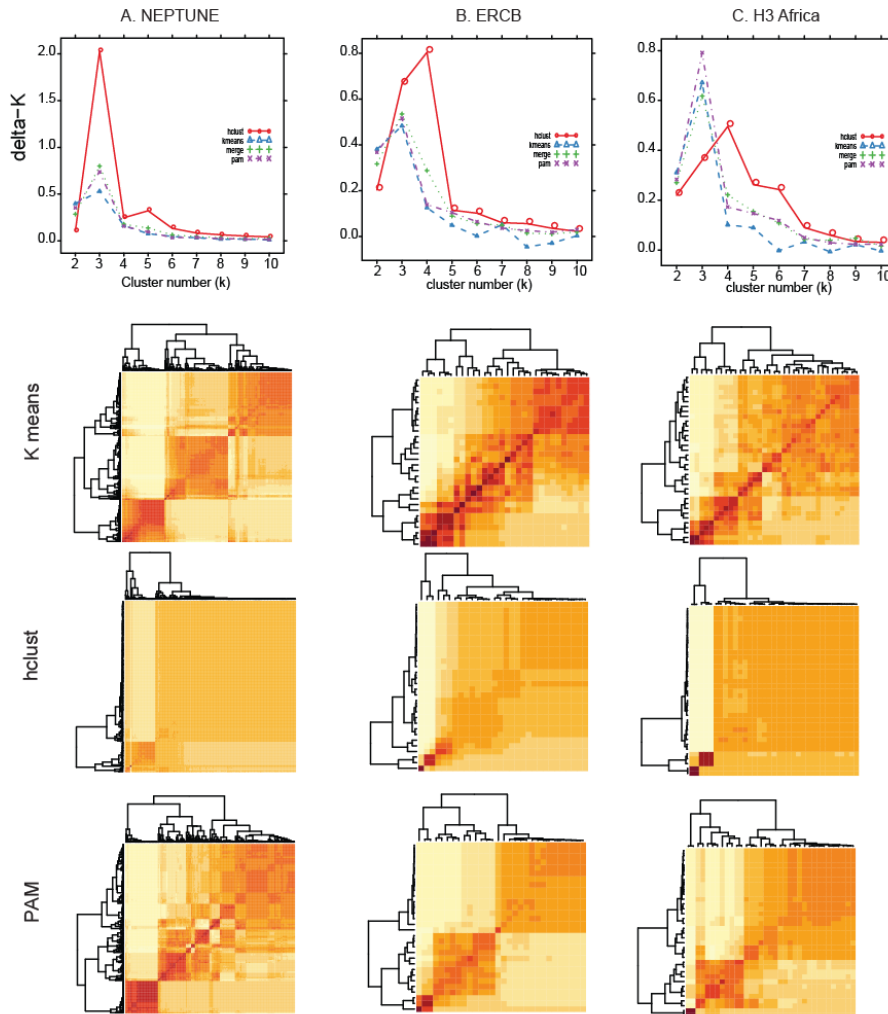 A. NEPTUNE
B. ERCB
C. H3 Africa
delta-K
2.0
1.5
1.0
0.5
0.0
hclust
kmeans
merge
pam
2 3 4 5 6 7 8 9 10
Cluster number (k)
0.8
0.6
0.4
0.2
0.0
hclust
kmeans
merge
pam
2 3 4 5 6 7 8 9 10
cluster number (k)
0.8
0.6
0.4
0.2
0.0
hclust
kmeans
merge
pam
2 3 4 5 6 7 8 9 10
cluster number (k)
K means
hclust
PAM